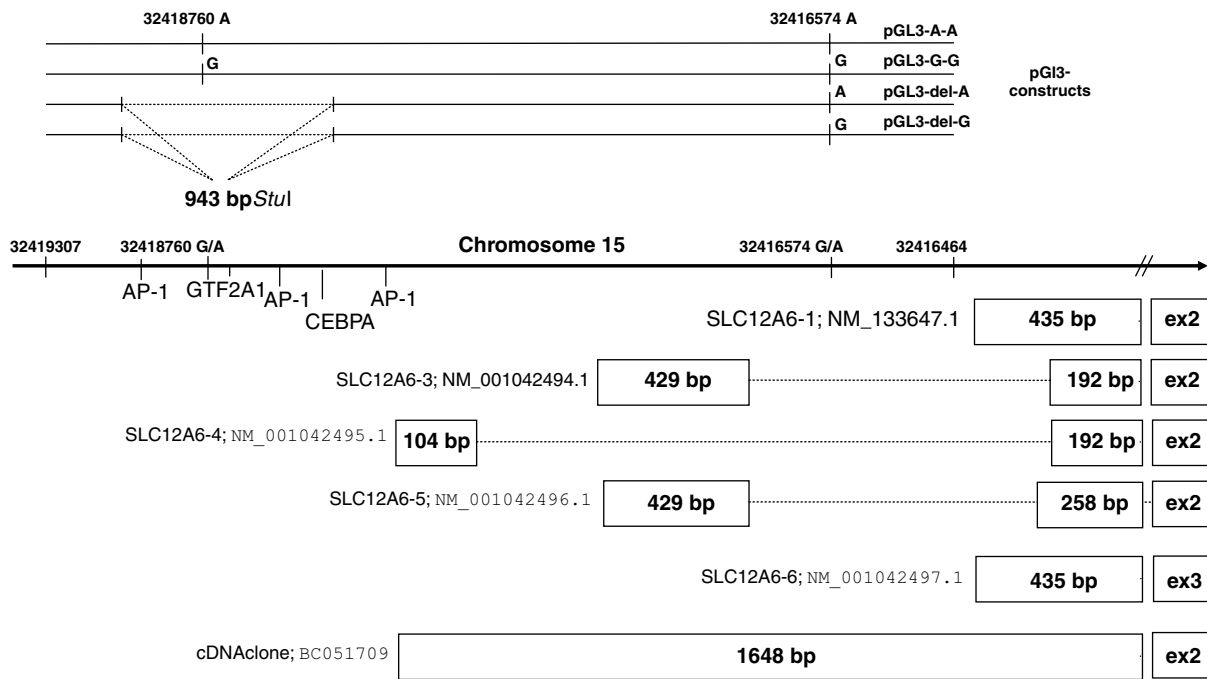 32418760 A 32416574 A
pGL3-A-A
G G pGL3-G-G
A pGL3-del-A
G pGL3-del-G
pGl3-
constructs
943 bpStuI
32419307 32418760 G/A Chromosome 15 32416574 G/A 32416464
AP-1 GTF2A1 AP-1 CEBPA AP-1
SLC12A6-1; NM_133647.1 435 bp ex2
SLC12A6-3; NM_001042494.1 429 bp 192 bp ex2
SLC12A6-4; NM_001042495.1 104 bp 192 bp ex2
SLC12A6-5; NM_001042496.1 429 bp 258 bp ex2
SLC12A6-6; NM_001042497.1 435 bp ex3
cDNAclone; BC051709 1648 bp ex2